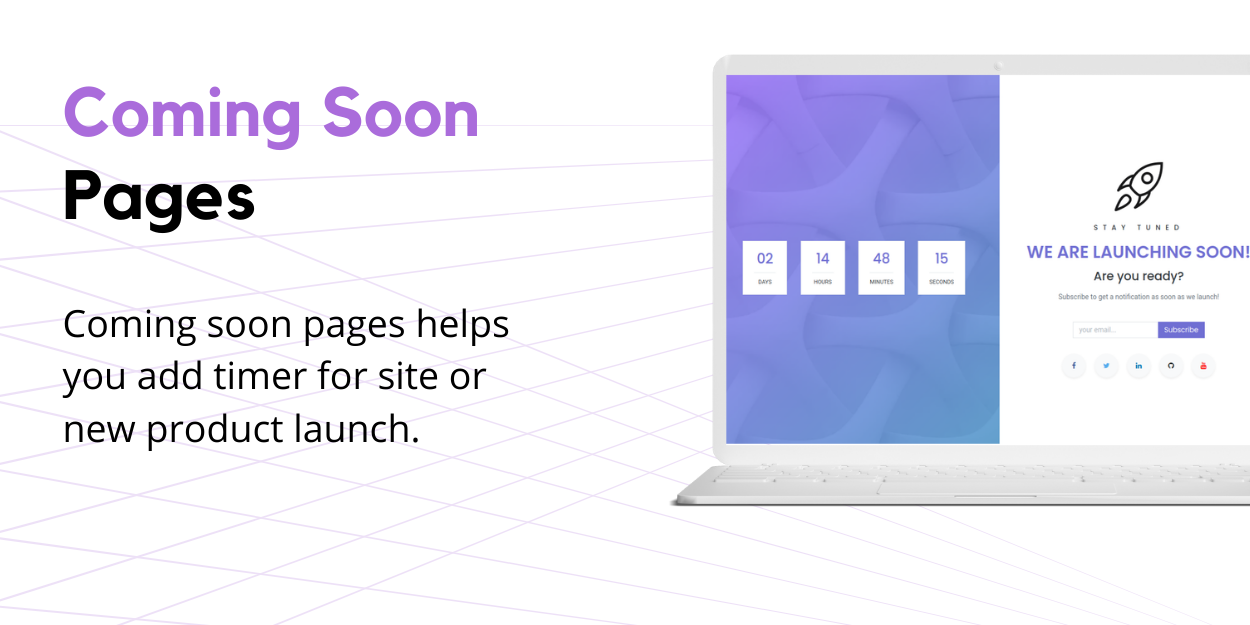 Coming Soon
Pages
Coming soon pages helps
you add timer for site or
new product launch.
02 14 48 15
DAYS HOURS MINUTES SECONDS
STAY TUNED
WE ARE LAUNCHING SOON!
Are you ready?
Subscribe to get a notification as soon as we launch!
your email... Subscribe